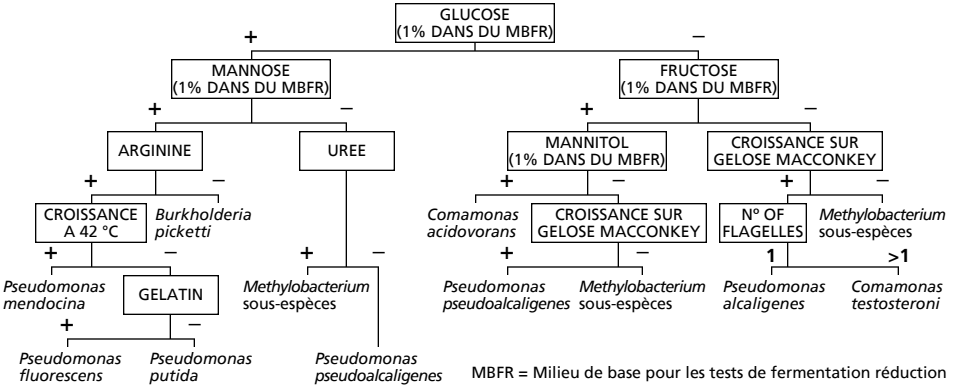 GLUCOSE
(1% DANS DU MBFR)
+
–
MANNOSE
(1% DANS DU MBFR)
FRUCTOSE
(1% DANS DU MBFR)
+
–
+
–
ARGININE
UREE
MANNITOL
(1% DANS DU MBFR)
CROISSANCE SUR
GELOSE MACCONKEY
+
–
+
–
+
–
CROISSANCE
A 42 °C
Burkholderia
picketti
Comamonas
acidovorans
CROISSANCE SUR
GELOSE MACCONKEY
Nº OF
FLAGELLES
Methylobacterium
sous-espèces
+
–
+
–
+
–
1
>1
Pseudomonas
mendocina
GELATIN
Methylobacterium
sous-espèces
Pseudomonas
pseudoalcaligenes
Methylobacterium
sous-espèces
Pseudomonas
alcaligenes
Comamonas
testosteroni
+
–
Pseudomonas
fluorescens
Pseudomonas
putida
Pseudomonas
pseudoalcaligenes
MBFR = Milieu de base pour les tests de fermentation réduction